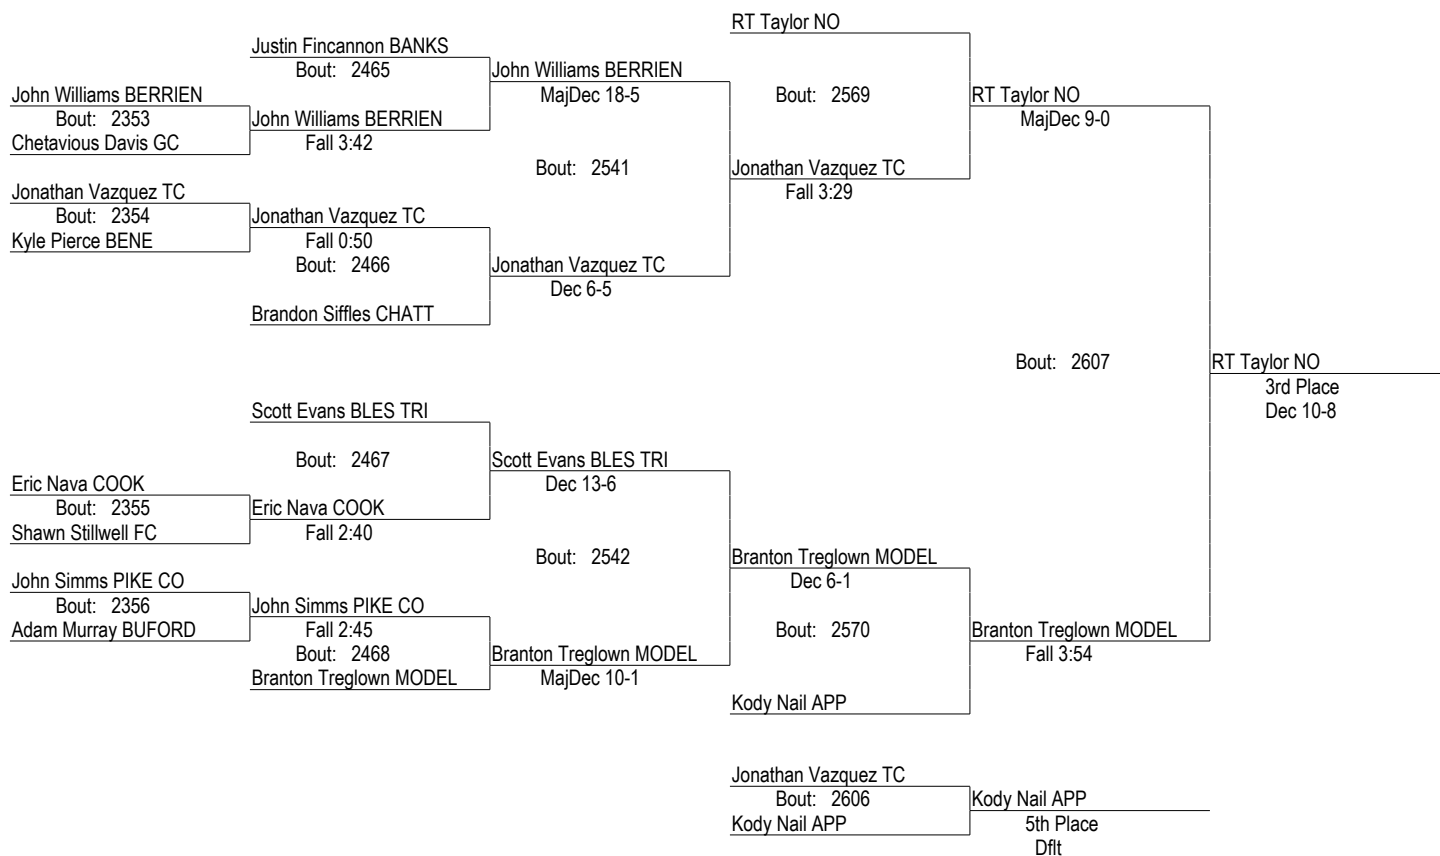 RT Taylor NO
Justin Fincannon BANKS
Bout: 2465
John Williams BERRIEN
MajDec 18-5
John Williams BERRIEN
Bout: 2353
Chetavious Davis GC
John Williams BERRIEN
Fall 3:42
Bout: 2569
RT Taylor NO
MajDec 9-0
Bout: 2541
Jonathan Vazquez TC
Fall 3:29
Jonathan Vazquez TC
Bout: 2354
Kyle Pierce BENE
Jonathan Vazquez TC
Fall 0:50
Bout: 2466
Jonathan Vazquez TC
Dec 6-5
Brandon Siffles CHATT
Bout: 2607
RT Taylor NO
3rd Place
Dec 10-8
Scott Evans BLES TRI
Bout: 2467
Scott Evans BLES TRI
Dec 13-6
Eric Nava COOK
Bout: 2355
Shawn Stillwell FC
Eric Nava COOK
Fall 2:40
Bout: 2542
Branton Treglown MODEL
Dec 6-1
John Simms PIKE CO
Bout: 2356
Adam Murray BUFORD
John Simms PIKE CO
Fall 2:45
Bout: 2468
Branton Treglown MODEL
Branton Treglown MODEL
MajDec 10-1
Bout: 2570
Branton Treglown MODEL
Fall 3:54
Kody Nail APP
Jonathan Vazquez TC
Bout: 2606
Kody Nail APP
Kody Nail APP
5th Place
Dflt